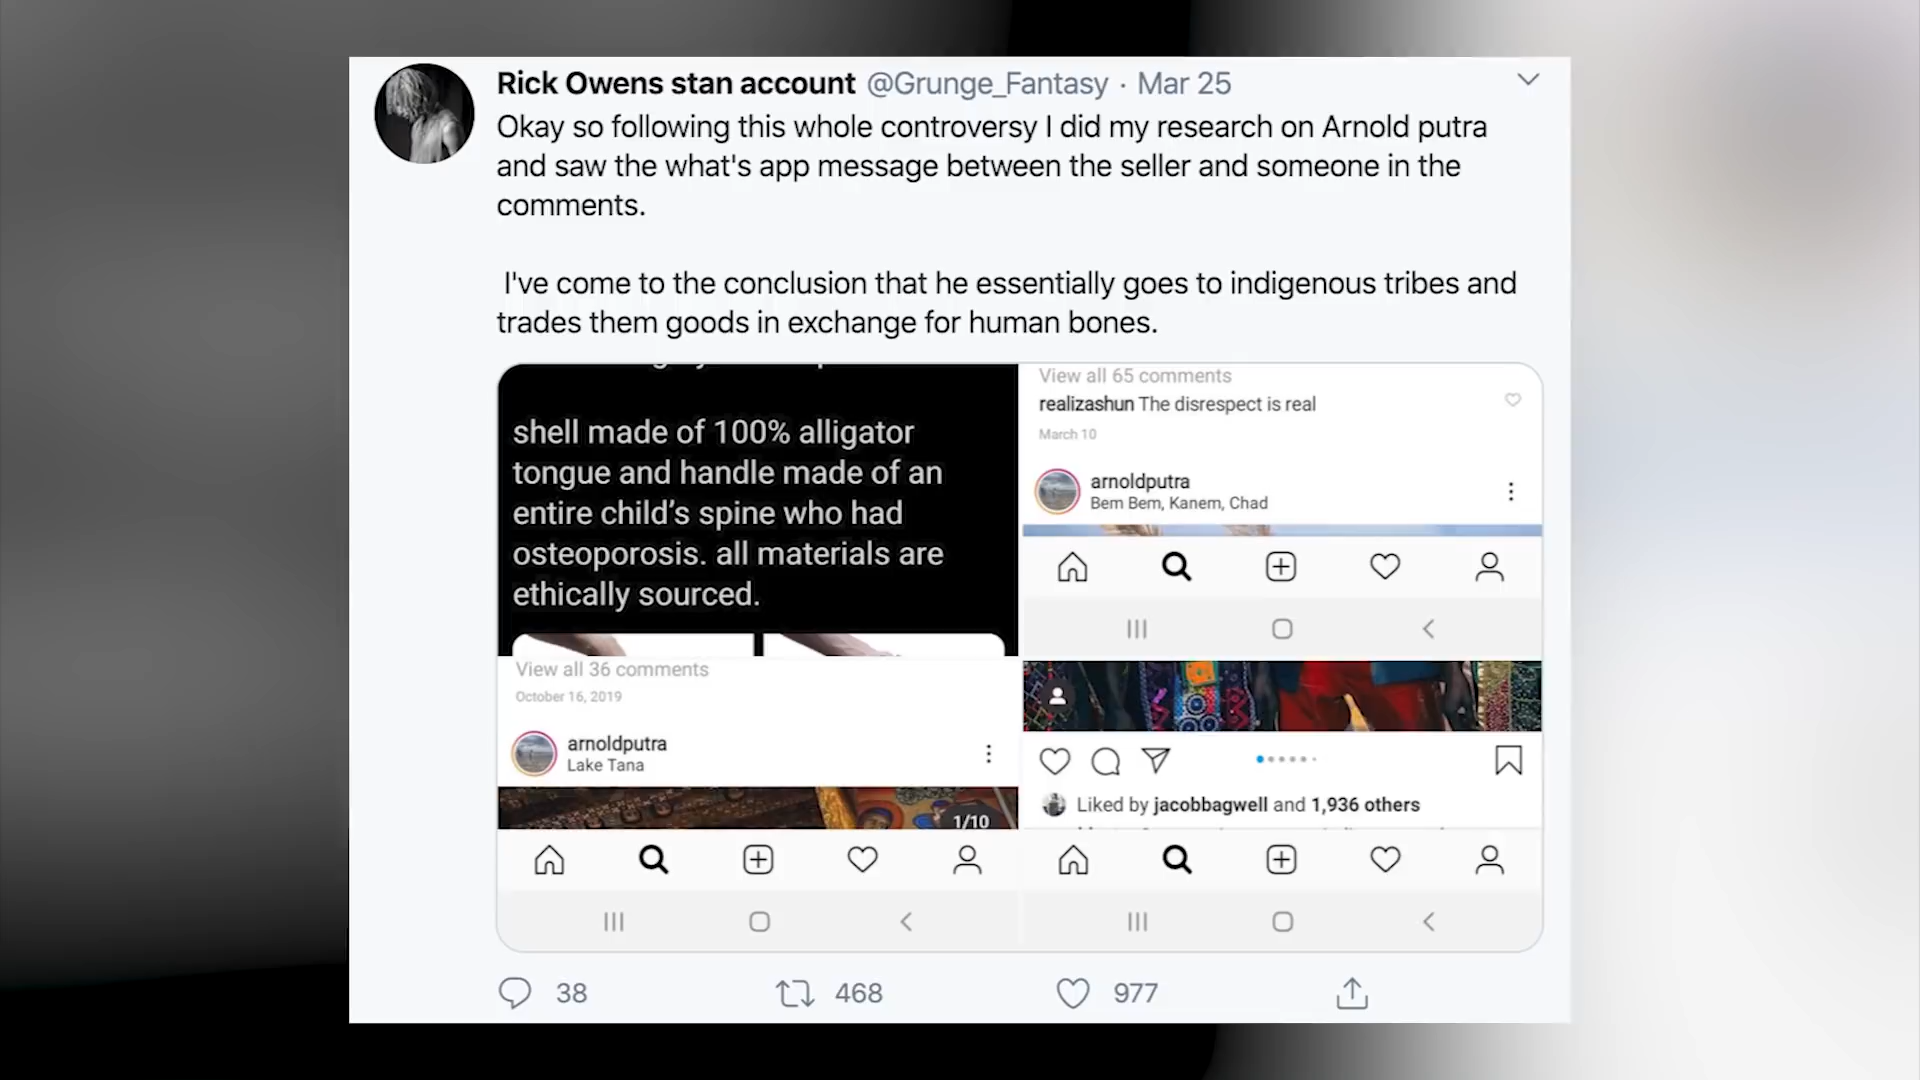 Rick Owens stan account @Grunge_Fantasy · Mar 25
Okay so following this whole controversy I did my research on Arnold putra
and saw the what's app message between the seller and someone in the
comments.
I've come to the conclusion that he essentially goes to indigenous tribes and
trades them goods in exchange for human bones.
shell made of 100% alligator
tongue and handle made of an
entire child's spine who had
osteoporosis. all materials are
ethically sourced.
View all 65 comments
realizashun The disrespect is real
March 10
arnoldputra
Bem Bem, Kanem, Chad
View all 36 comments
October 16, 2019
arnoldputra
Lake Tana
1/10
Liked by jacobbagwell and 1,936 others
38 468 977